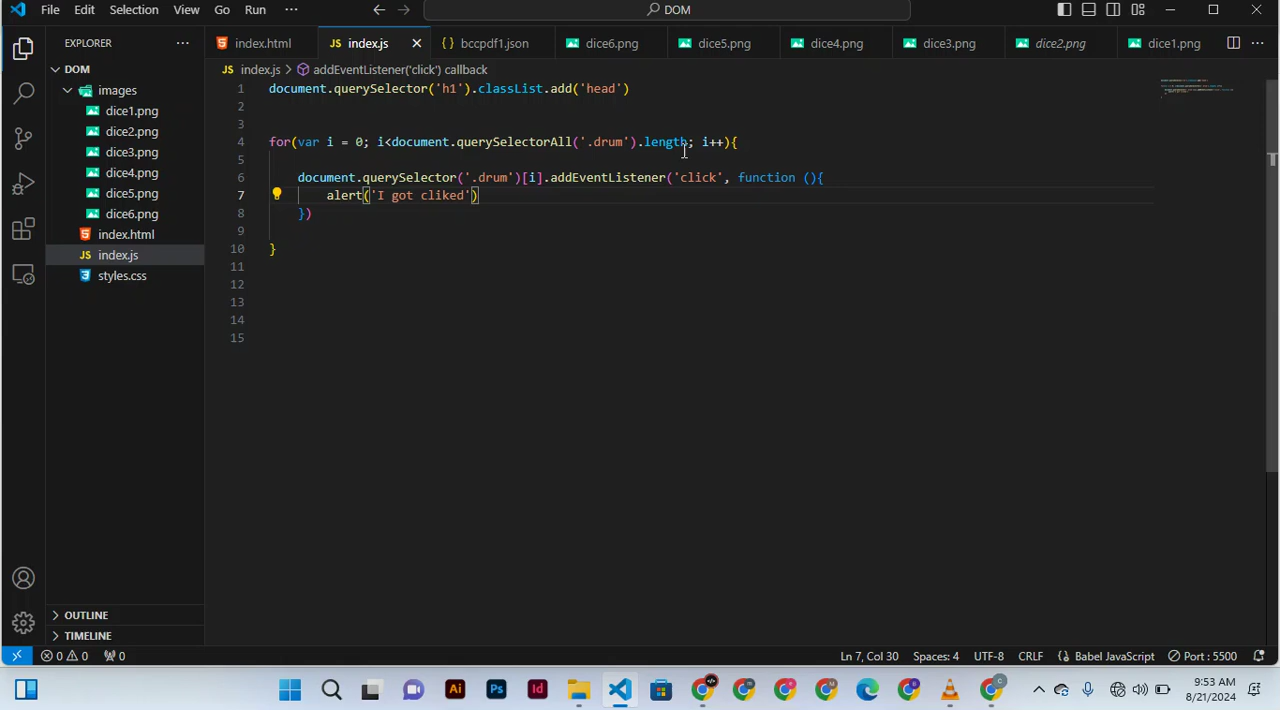 File Edit Selection View Go Run ··· DOM
EXPLORER ···
index.html
index.js
bccpdf1.json
dice6.png
dice5.png
dice4.png
dice3.png
dice2.png
dice1.png
···
JS index.js > addEventListener('click') callback
DOM
images
dice1.png
dice2.png
dice3.png
dice4.png
dice5.png
dice6.png
index.html
JS index.js
styles.css
OUTLINE
TIMELINE
1 document.querySelector('h1').classList.add('head')
2
3
4 for(var i = 0; i<document.querySelectorAll('.drum').length; i++){
5
6 document.querySelector('.drum')[i].addEventListener('click', function (){
7 alert('I got cliked')
8 })
9
10 }
11
12
13
14
15
0 0 0 Ln 7, Col 30 Spaces: 4 UTF-8 CRLF {} Babel JavaScript Port : 5500
Ai Ps Id 9:53 AM
8/21/2024